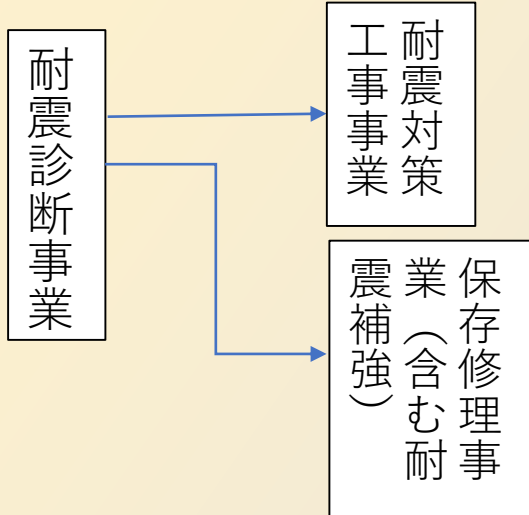 耐震診断事業
耐震対策
工事事業
保存修理事
業（含む耐
震補強）